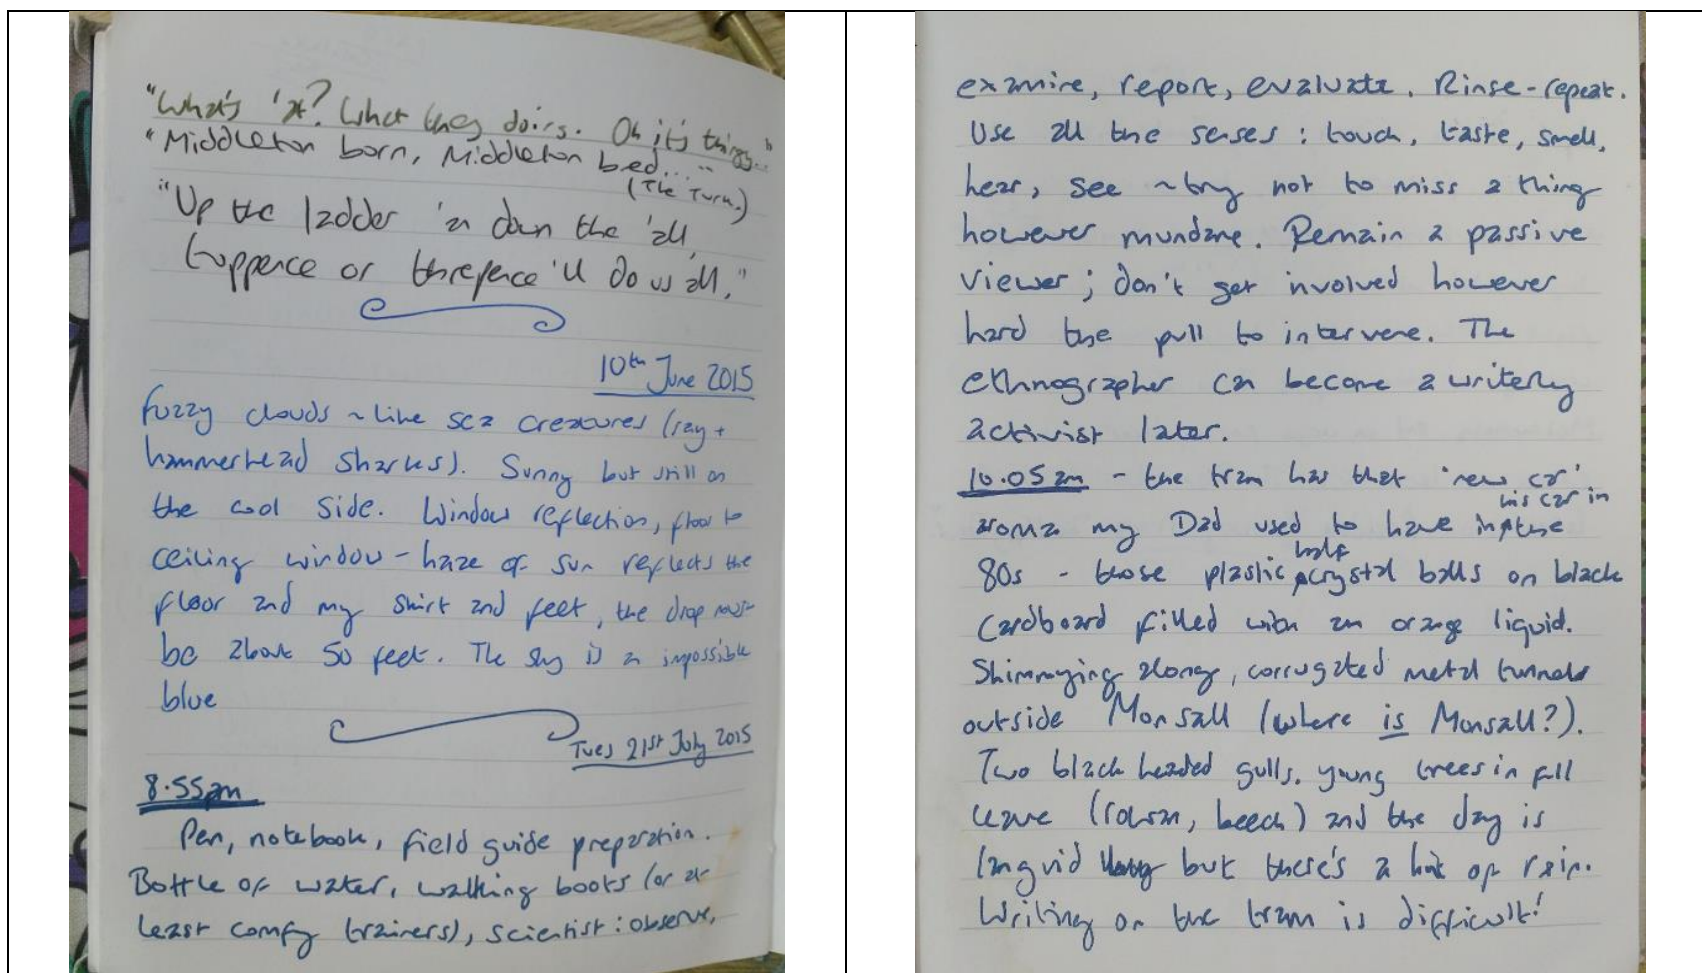 "What's 'at? What they doing. Oh it's thingy..."
"Middleton born, Middleton bed...."
(The Turn.)
"Up the ladder 'an down the 'all,
tuppence or threpence 'll do us all."
10th June 2015
fuzzy clouds ~ like sea creatures (ray +
hammerhead sharks). Sunny but still on
the cool side. Window reflection, floor to
ceiling window - haze of sun reflects the
floor and my skirt and feet, the drop must
be about 50 feet. The sky is an impossible
blue
Tues 21st July 2015
8.55am
Pen, notebook, field guide preparation.
Bottle of water, walking boots (or at
least comfy trainers), scientist: observe,
examine, report, evaluate. Rinse-repeat.
Use all the senses: touch, taste, smell,
hear, see ~ try not to miss a thing
however mundane. Remain a passive
viewer; don't get involved however
hard the pull to intervene. The
ethnographer can become a writerly
activist later.
10.05am - the tram has that 'new car'
his car in
aroma my Dad used to have in the
half
80s - those plastic crystal balls on black
cardboard filled with an orange liquid.
Shimmying along, corrugated metal tunnels
outside Monsall (where is Monsall?).
Two black headed gulls, young trees in full
leave (rowan, beech) and the day is
languid but there's a hint of rain.
Writing on the tram is difficult!